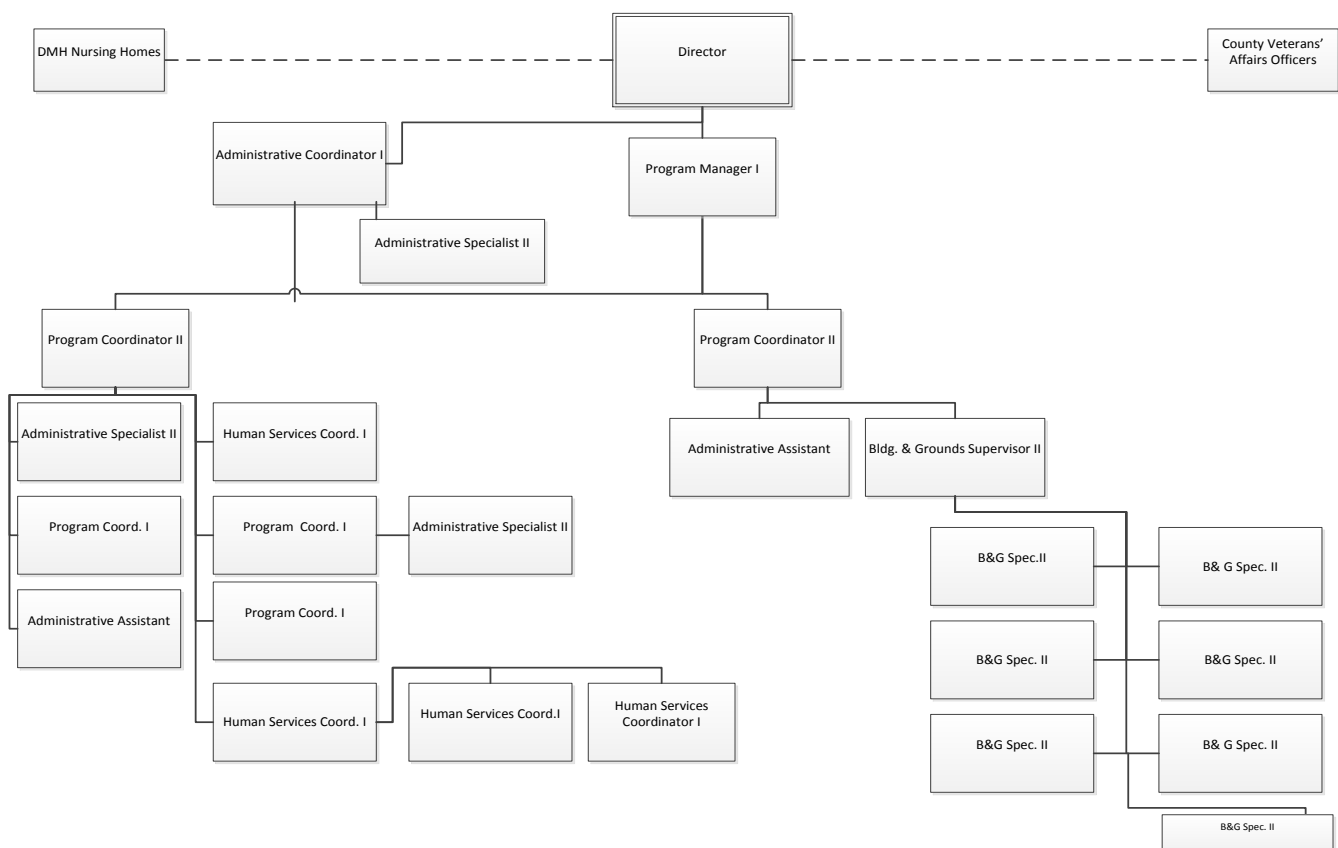 DMH Nursing Homes
Director
County Veterans’
Affairs Officers
Administrative Coordinator I
Program Manager I
Administrative Specialist II
Program Coordinator II
Program Coordinator II
Administrative Specialist II
Human Services Coord. I
Administrative Assistant
Bldg. & Grounds Supervisor II
Program Coord. I
Program  Coord. I
Administrative Specialist II
B&G Spec.II
B& G Spec. II
Administrative Assistant
Program Coord. I
B&G Spec. II
B&G Spec. II
Human Services Coord. I
Human Services Coord.I
Human Services
Coordinator I
B&G Spec. II
B& G Spec. II
B&G Spec. II